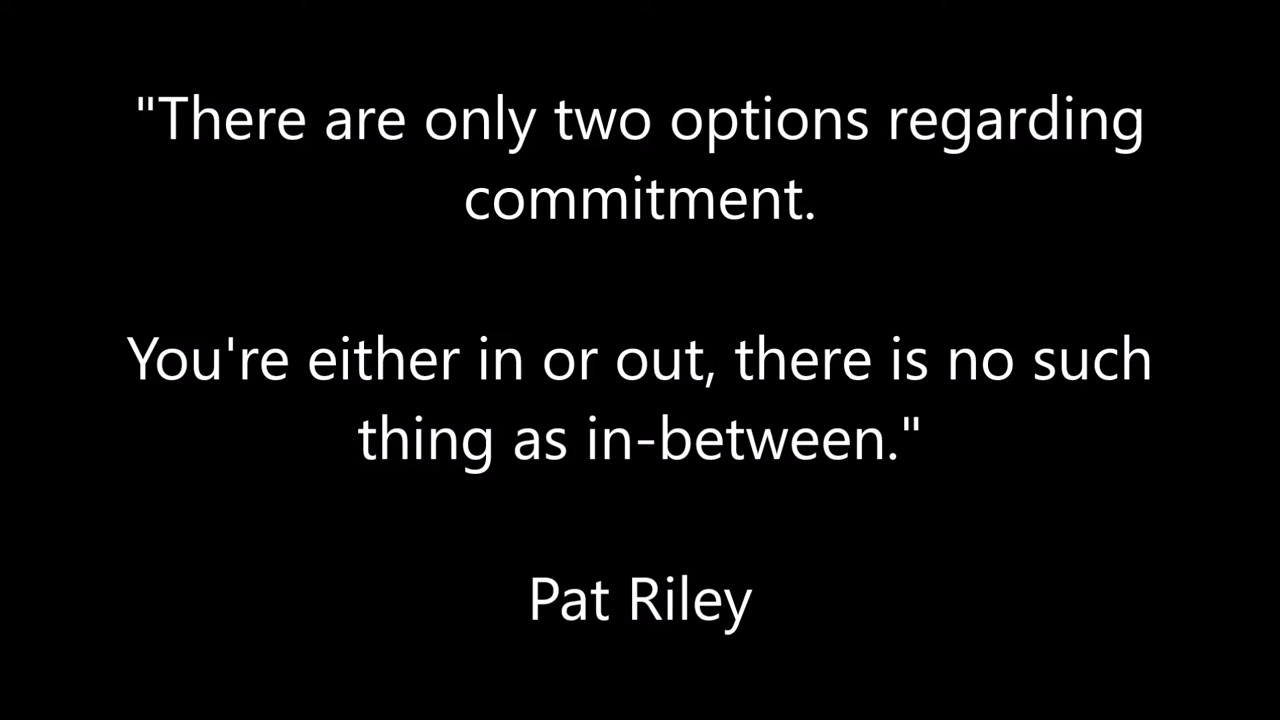 "There are only two options regarding
commitment.
You're either in or out, there is no such
thing as in-between."
Pat Riley